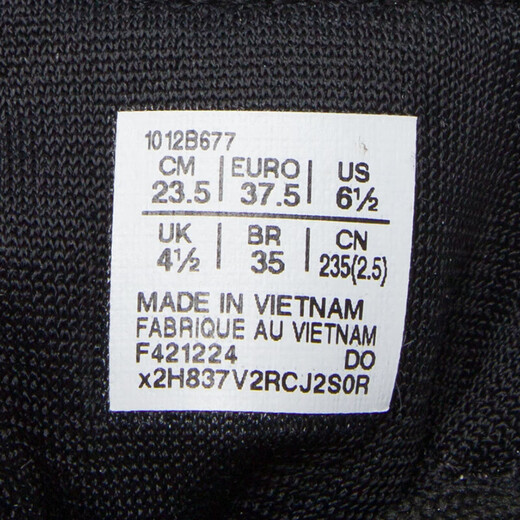 1012B677
CM | EURO | US
23.5 | 37.5 | 6½
UK | BR | CN
4½ | 35 | 235(2.5)
MADE IN VIETNAM
FABRIQUE AU VIETNAM
F421224 DO
x2H837V2RCJ2S0R